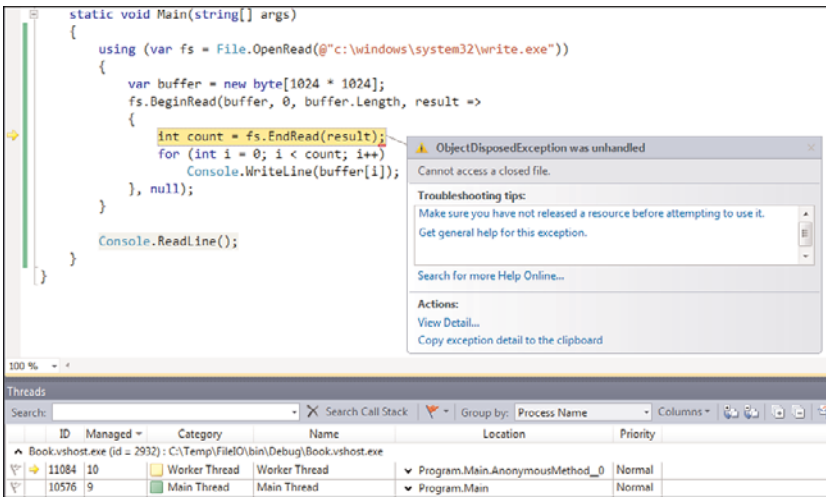 static void Main(string[] args)
{
using (var fs = File.OpenRead(@"c:\windows\system32\write.exe"))
{
var buffer = new byte[1024 * 1024];
fs.BeginRead(buffer, 0, buffer.Length, result =>
{
int count = fs.EndRead(result);
for (int i = 0; i < count; i++)
Console.WriteLine(buffer[i]);
}, null);
}
Console.ReadLine();
}
}
ObjectDisposedException was unhandled
Cannot access a closed file.
Troubleshooting tips:
Make sure you have not released a resource before attempting to use it.
Get general help for this exception.
Search for more Help Online...
Actions:
View Detail...
Copy exception detail to the clipboard
100 %
Threads
Search: Search Call Stack Group by: Process Name Columns
ID Managed Category Name Location Priority
Book.vshost.exe (id = 2932) : C:\Temp\FileIO\bin\Debug\Book.vshost.exe
11084 10 Worker Thread Worker Thread Program.Main.AnonymousMethod__0 Normal
10576 9 Main Thread Main Thread Program.Main Normal